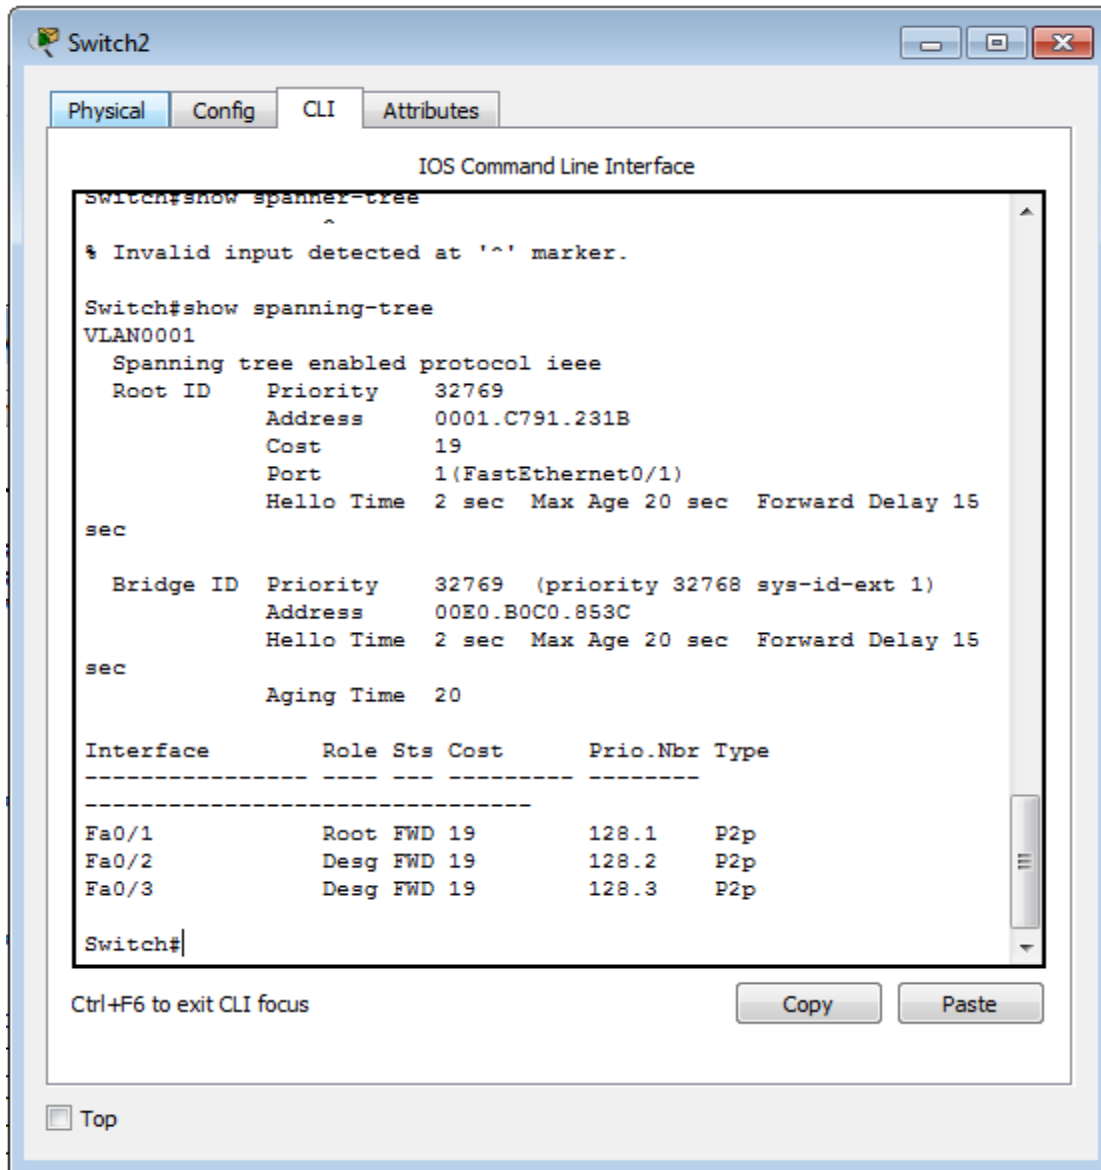 Switch2
Physical Config CLI Attributes
IOS Command Line Interface
Switch#show spanner-tree
^
% Invalid input detected at '^' marker.
Switch#show spanning-tree
VLAN0001
Spanning tree enabled protocol ieee
Root ID Priority 32769
Address 0001.C791.231B
Cost 19
Port 1(FastEthernet0/1)
Hello Time 2 sec Max Age 20 sec Forward Delay 15
sec
Bridge ID Priority 32769 (priority 32768 sys-id-ext 1)
Address 00E0.B0C0.853C
Hello Time 2 sec Max Age 20 sec Forward Delay 15
sec
Aging Time 20
Interface Role Sts Cost Prio.Nbr Type
---------------- ---- --- --------- --------
--------------------------------
Fa0/1 Root FWD 19 128.1 P2p
Fa0/2 Desg FWD 19 128.2 P2p
Fa0/3 Desg FWD 19 128.3 P2p
Switch#
Ctrl+F6 to exit CLI focus
Copy Paste
Top